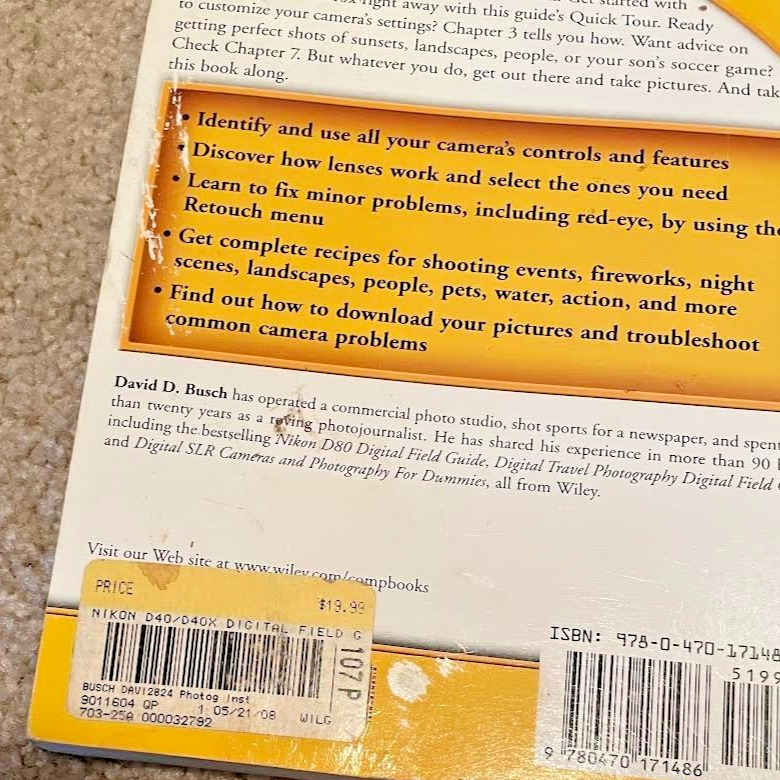 right away with this guide's Quick Tour. Ready
to customize your camera's settings? Chapter 3 tells you how. Want advice on
getting perfect shots of sunsets, landscapes, people, or your son's soccer game?
Check Chapter 7. But whatever you do, get out there and take pictures. And tak
this book along.
• Identify and use all your camera's controls and features
• Discover how lenses work and select the ones you need
• Learn to fix minor problems, including red-eye, by using the
Retouch menu
• Get complete recipes for shooting events, fireworks, night
scenes, landscapes, people, pets, water, action, and more
• Find out how to download your pictures and troubleshoot
common camera problems
David D. Busch has operated a commercial photo studio, shot sports for a newspaper, and spent
than twenty years as a roving photojournalist. He has shared his experience in more than 90 b
including the bestselling Nikon D80 Digital Field Guide, Digital Travel Photography Digital Field
and Digital SLR Cameras and Photography For Dummies, all from Wiley.
Visit our Web site at www.wiley.com/compbooks
PRICE
$19.99
NIKON D40/D40X DIGITAL FIELD G
107P
BUSCH DAVI2824 Photog Inst
9011604 QP 1 05/21/08 WILG
703-25A 000032792
ISBN: 978-0-470-17148
5199
9 780470 171486